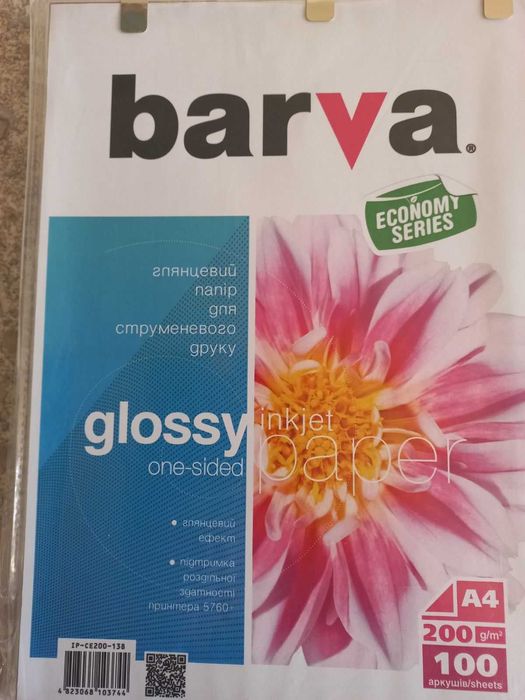 barva®
ECONOMY
SERIES
глянцевий
папір
для
струменевого
друку
glossy inkjet
one-sided paper
• глянцевий
ефект
• підтримка
роздільної
здатності
принтера 5760
A4
200 g/m²
100
аркушів/sheets
IP-CE200-138
4 823068 103744